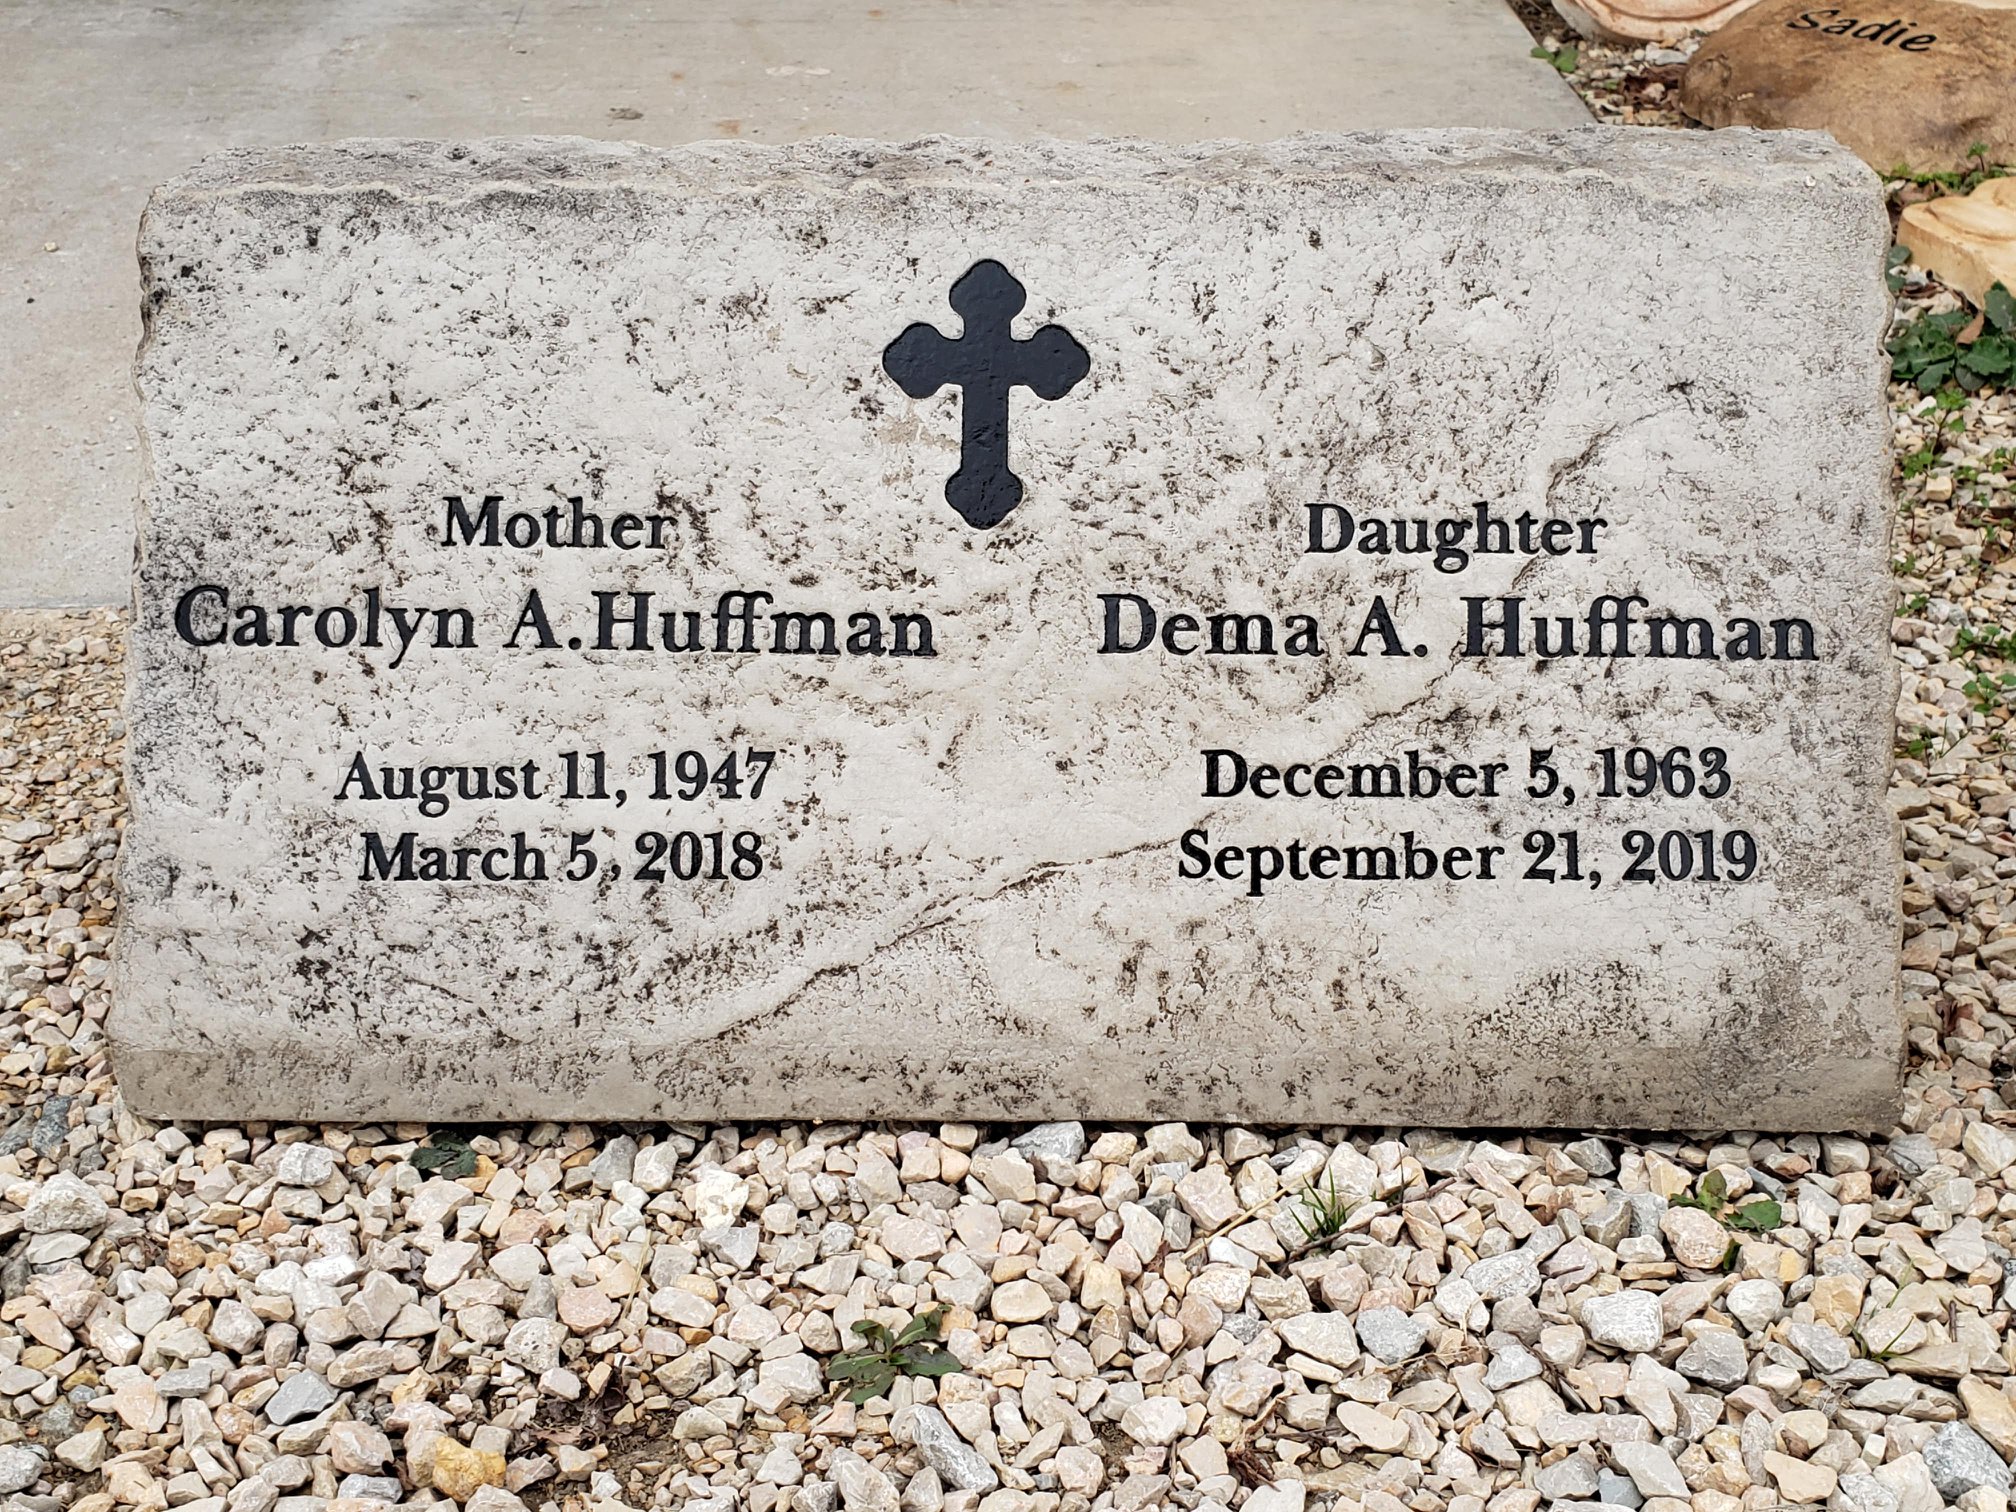 Sadie
Mother
Carolyn A. Huffman
August 11, 1947
March 5, 2018
Daughter
Dema A. Huffman
December 5, 1963
September 21, 2019